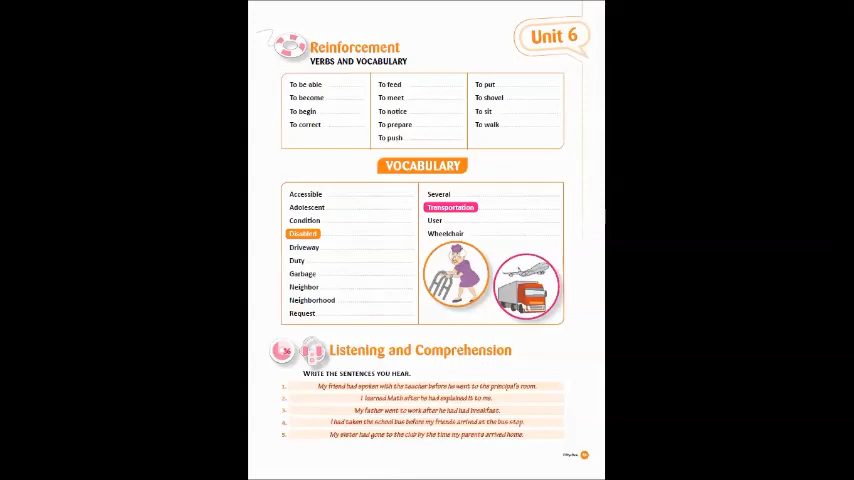 Unit 6
Reinforcement
VERBS AND VOCABULARY
To be able
To become
To begin
To correct
To feed
To meet
To notice
To prepare
To push
To put
To shovel
To sit
To walk
VOCABULARY
Accessible
Adolescent
Condition
Disabled
Driveway
Duty
Garbage
Neighbor
Neighborhood
Request
Several
Transportation
User
Wheelchair
36
Listening and Comprehension
WRITE THE SENTENCES YOU HEAR.
1. My friend had spoken with the teacher before he went to the principal's room.
2. I learned Math after he had explained it to me.
3. My father went to work after he had had breakfast.
4. I had taken the school bus before my friends arrived at the bus stop.
5. My sister had gone to the club by the time my parents arrived home.